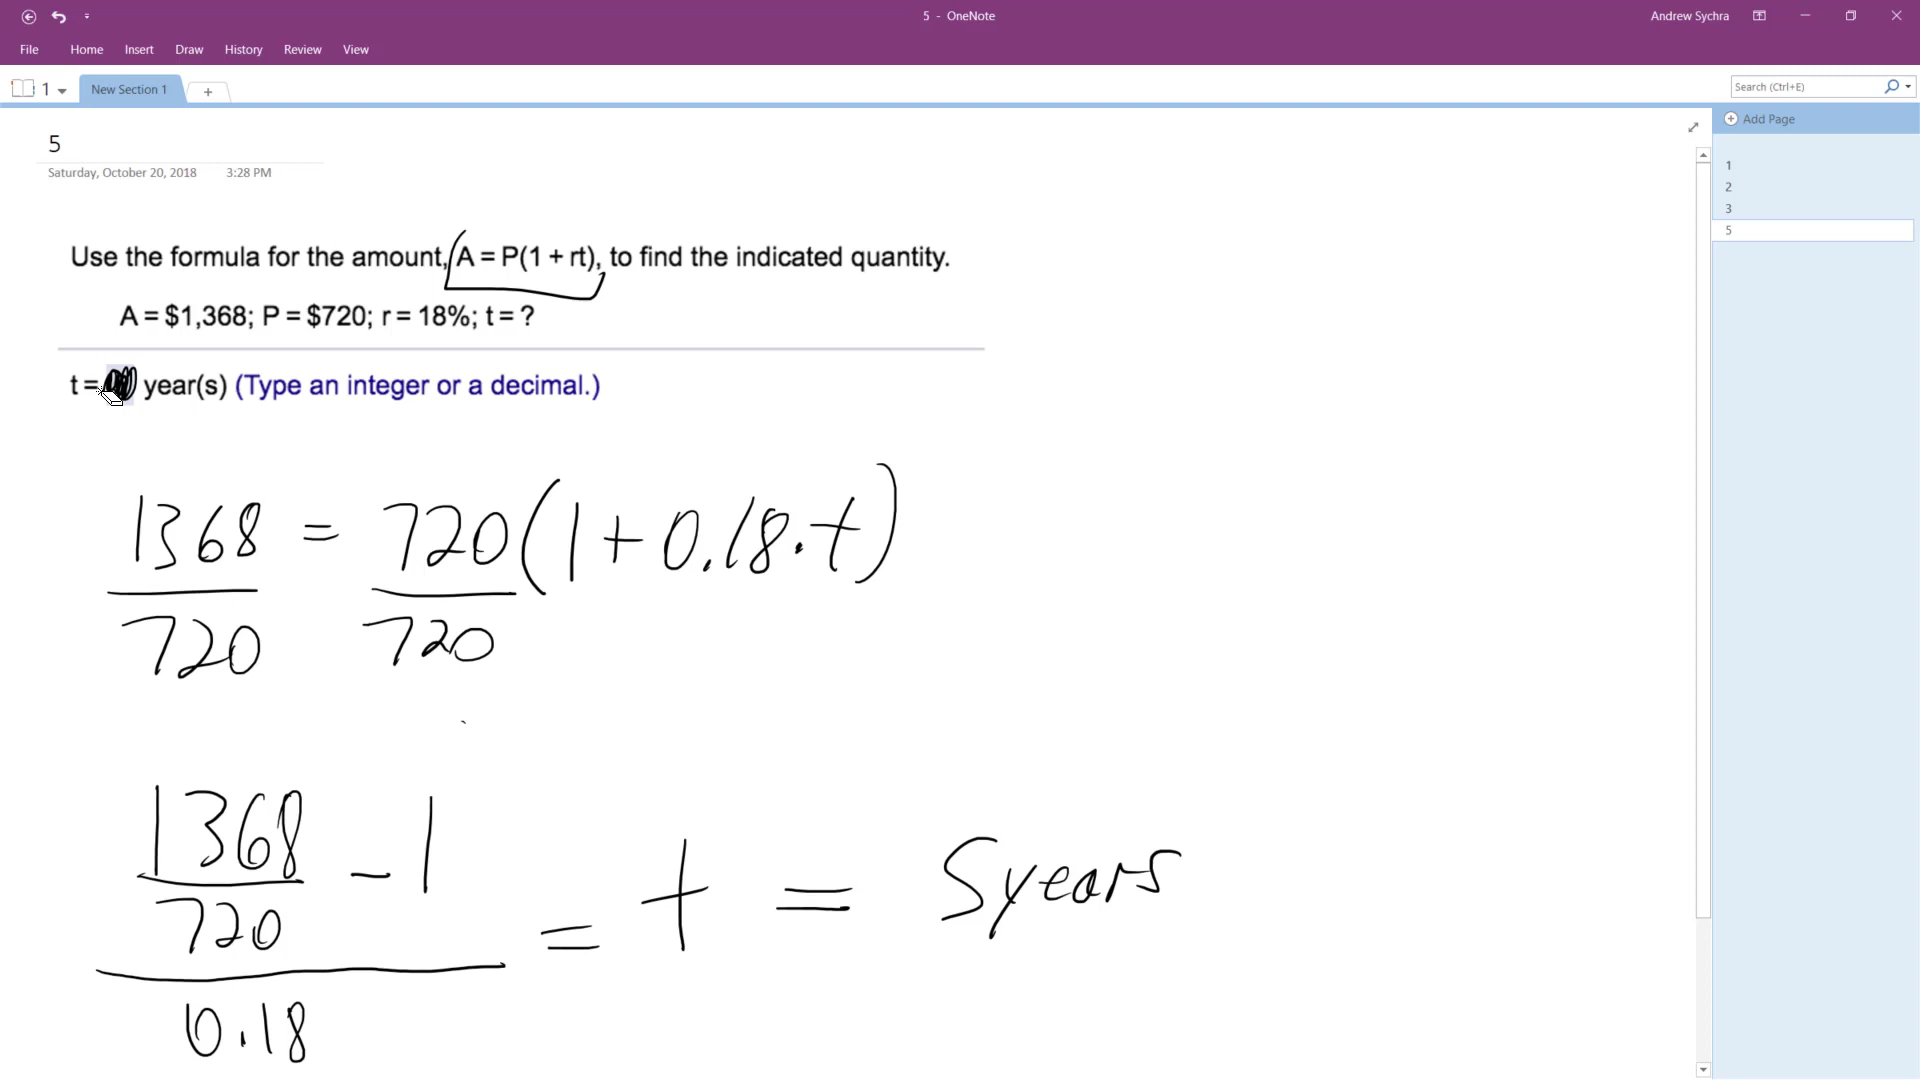 5 - OneNote
Andrew Sychra
File Home Insert Draw History Review View
1
New Section 1
+
Search (Ctrl+E)
Add Page
1
2
3
5
5
Saturday, October 20, 2018 3:28 PM
Use the formula for the amount, A = P(1 + rt), to find the indicated quantity.
A = $1,368; P = $720; r = 18%; t = ?
t = year(s) (Type an integer or a decimal.)
1368 = 720(1+0.18·t)
720 720
1368 - 1
720
= t = 5years
0.18